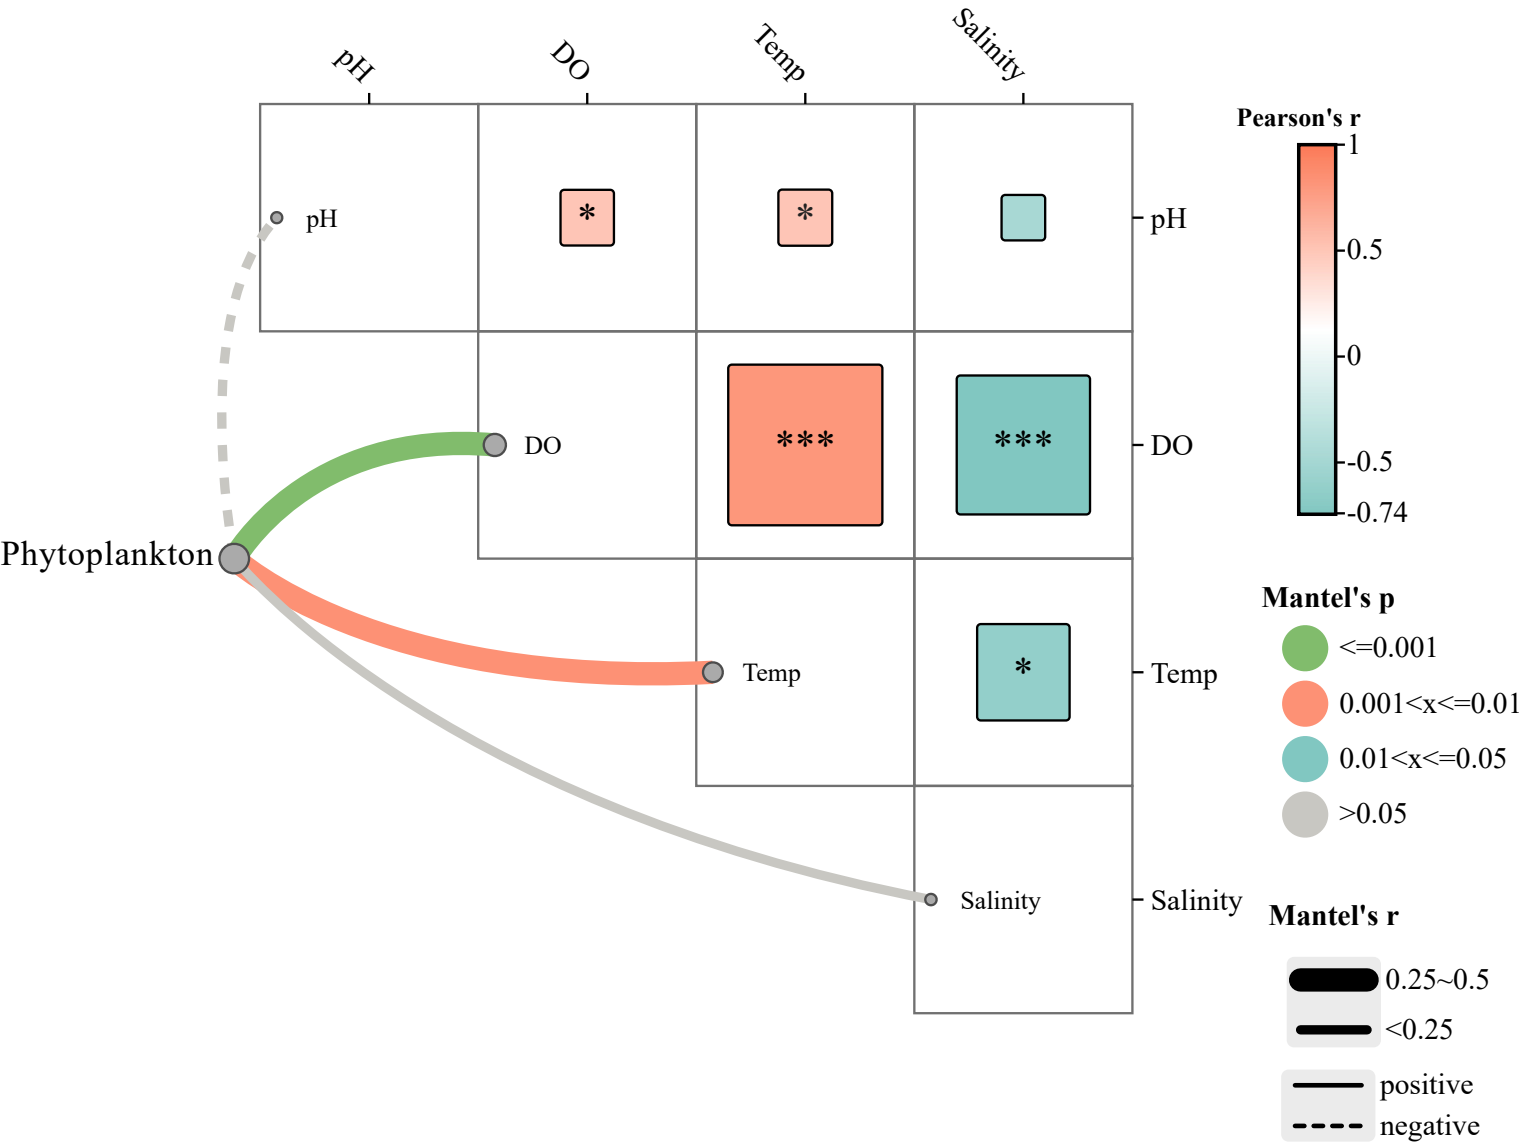 pH
DO
Temp
Salinity
Pearson's r
1
0.5
0
-0.5
-0.74
pH
*
*
pH
DO
***
***
DO
Phytoplankton
Temp
*
Temp
Salinity
Salinity
Mantel's p
<=0.001
0.001<x<=0.01
0.01<x<=0.05
>0.05
Mantel's r
0.25~0.5
<0.25
positive
negative